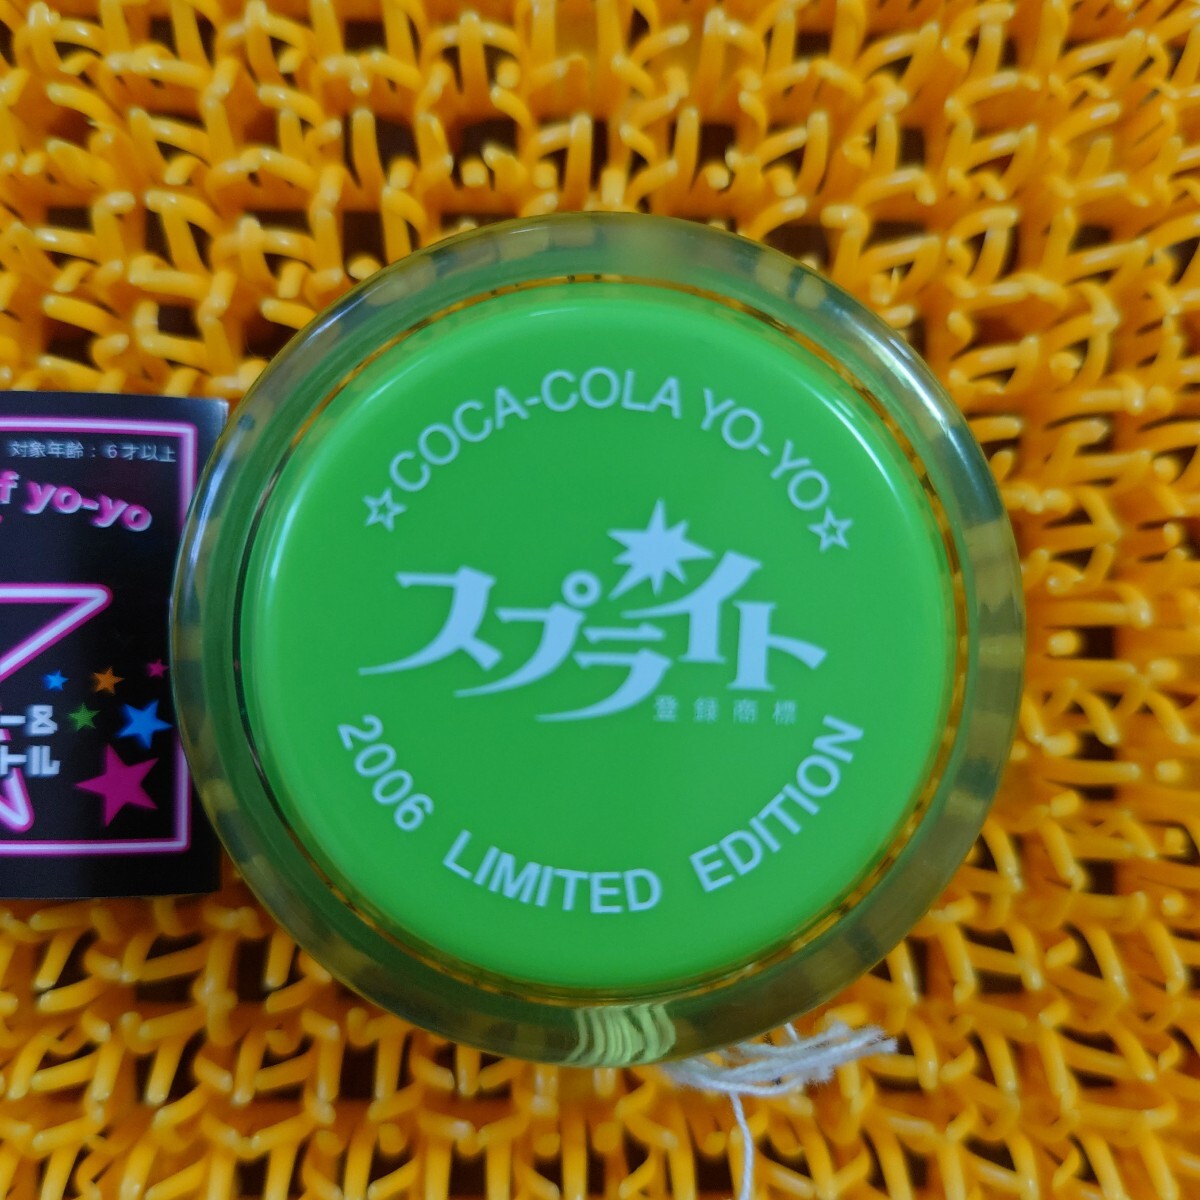 対象年齢：6才以上
yo-yo
ー&
トル
☆COCA-COLA YO-YO☆
スプライト
登録商標
2006 LIMITED EDITION